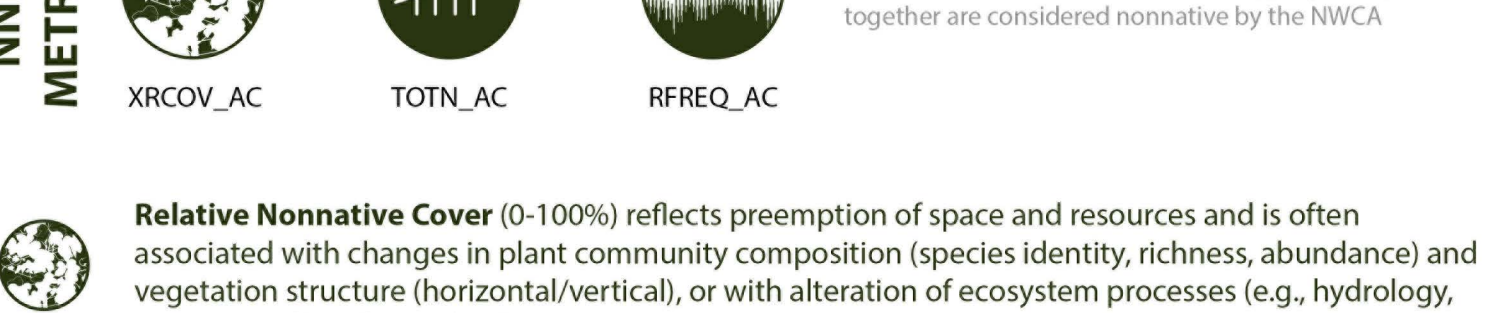 together are considered nonnative by the NWCA
XRCOV_AC
TOTN_AC
RFREQ_AC
Relative Nonnative Cover (0-100%) reflects preemption of space and resources and is often
associated with changes in plant community composition (species identity, richness, abundance) and
vegetation structure (horizontal/vertical), or with alteration of ecosystem processes (e.g., hydrology,